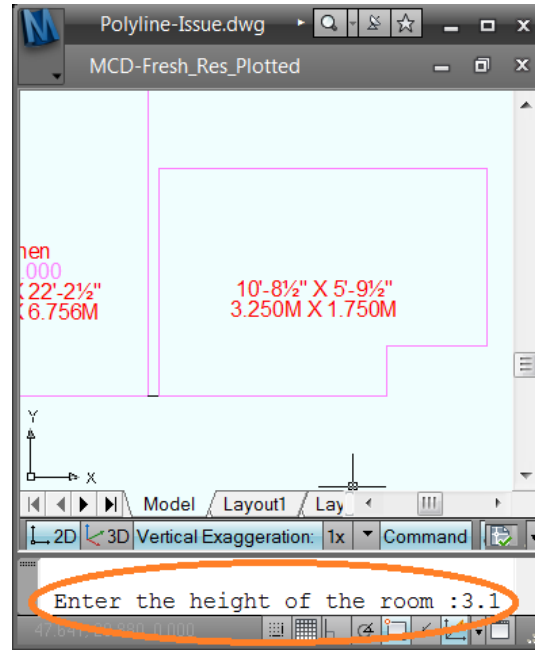 Polyline-Issue.dwg
MCD-Fresh_Res_Plotted
.000
X 22'-2½"
X 6.756M
10'-8½" X 5'-9½"
3.250M X 1.750M
Y
X
Model Layout1 Lay
2D 3D Vertical Exaggeration: 1x Command
Enter the height of the room :3.1